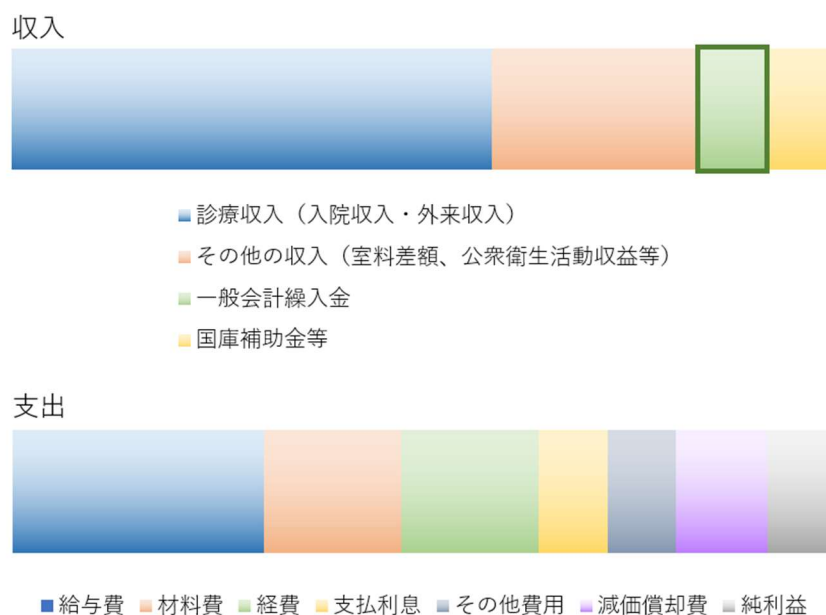 収入
診療収入（入院収入・外来収入）
その他の収入（室料差額、公衆衛生活動収益等）
一般会計繰入金
国庫補助金等
支出
給与費 材料費 経費 支払利息 その他費用 減価償却費 純利益